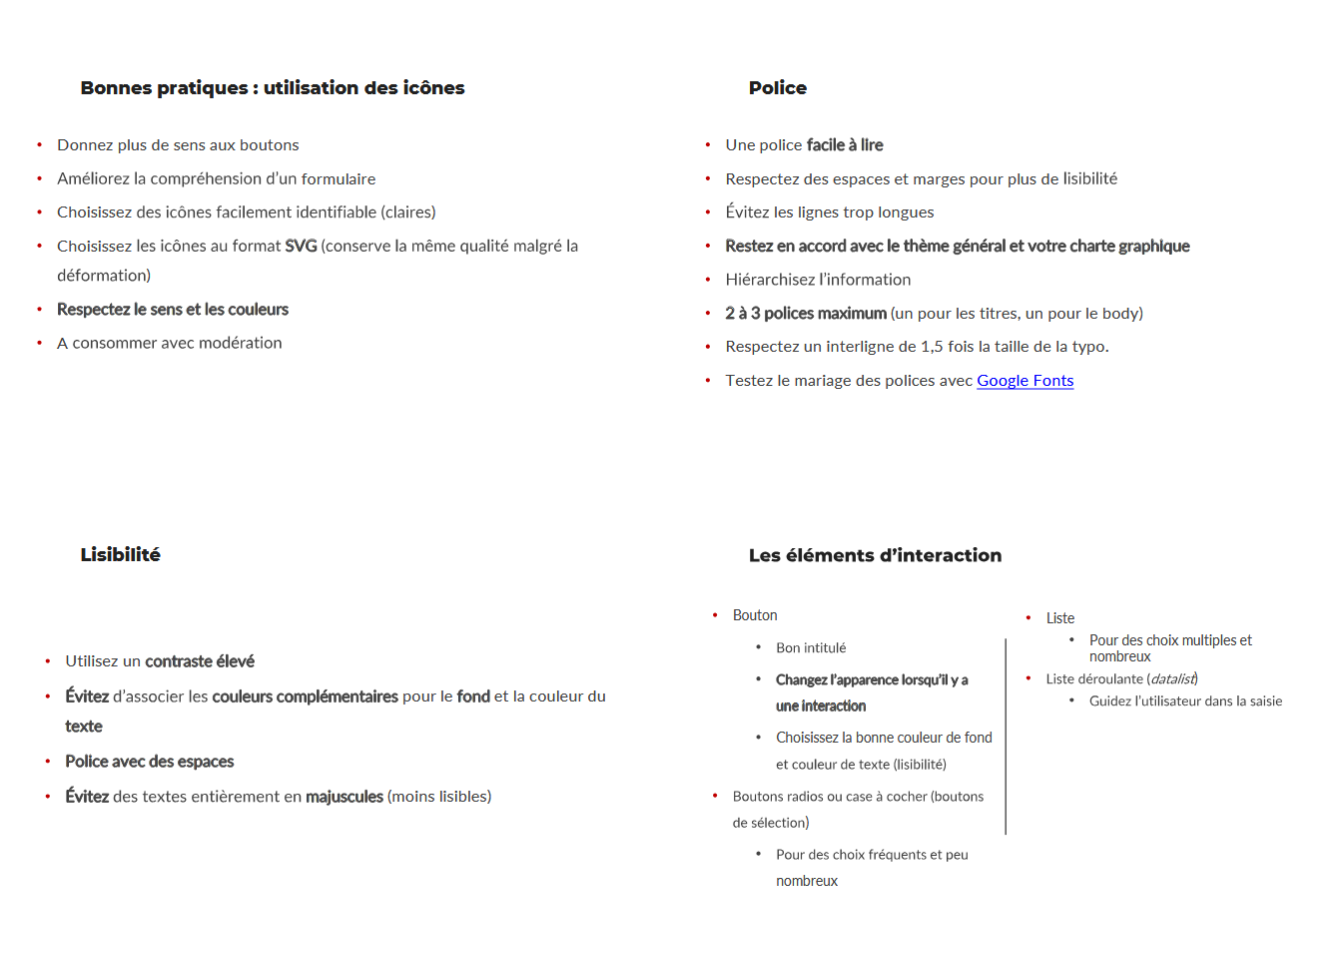 Bonnes pratiques : utilisation des icônes
• Donnez plus de sens aux boutons
• Améliorez la compréhension d'un formulaire
• Choisissez des icônes facilement identifiable (claires)
• Choisissez les icônes au format SVG (conserve la même qualité malgré la
déformation)
• Respectez le sens et les couleurs
• A consommer avec modération
Police
• Une police facile à lire
• Respectez des espaces et marges pour plus de lisibilité
• Évitez les lignes trop longues
• Restez en accord avec le thème général et votre charte graphique
• Hiérarchisez l'information
• 2 à 3 polices maximum (un pour les titres, un pour le body)
• Respectez un interligne de 1,5 fois la taille de la typo.
• Testez le mariage des polices avec Google Fonts
Lisibilité
• Utilisez un contraste élevé
• Évitez d'associer les couleurs complémentaires pour le fond et la couleur du
texte
• Police avec des espaces
• Évitez des textes entièrement en majuscules (moins lisibles)
Les éléments d'interaction
• Bouton
• Bon intitulé
• Changez l'apparence lorsqu'il y a
une interaction
• Choisissez la bonne couleur de fond
et couleur de texte (lisibilité)
• Boutons radios ou case à cocher (boutons
de sélection)
• Pour des choix fréquents et peu
nombreux
• Liste
• Pour des choix multiples et
nombreux
• Liste déroulante (datalist)
• Guidez l'utilisateur dans la saisie